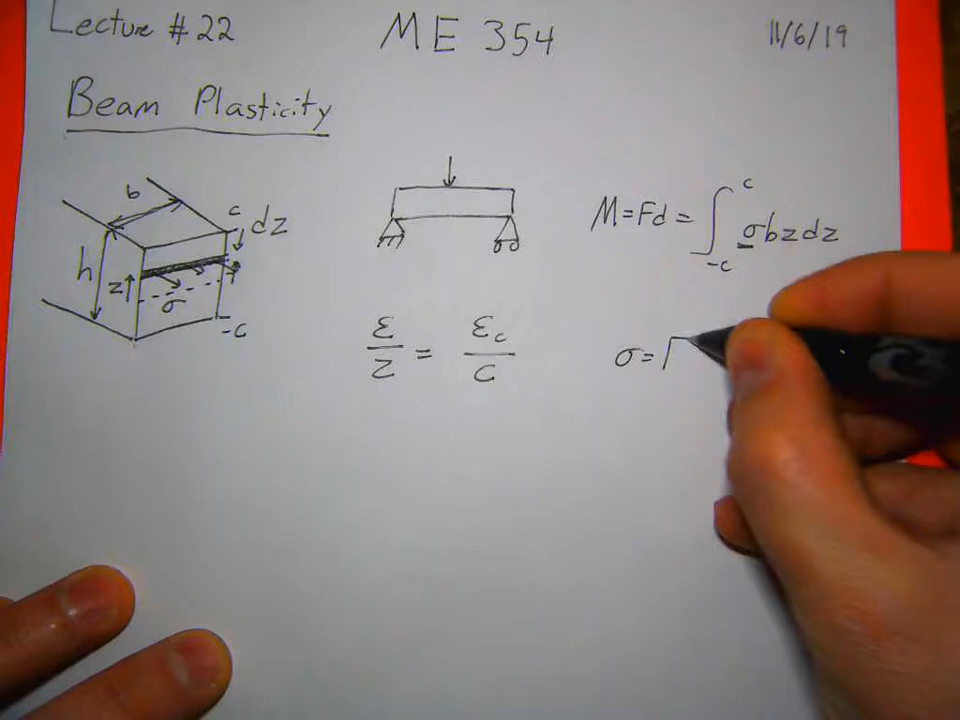 Lecture #22 ME 354 11/6/19
Beam Plasticity
b c dz
h z σ -c
M=Fd= ∫ c -c σbzdz
ε/z = εc/c
σ=